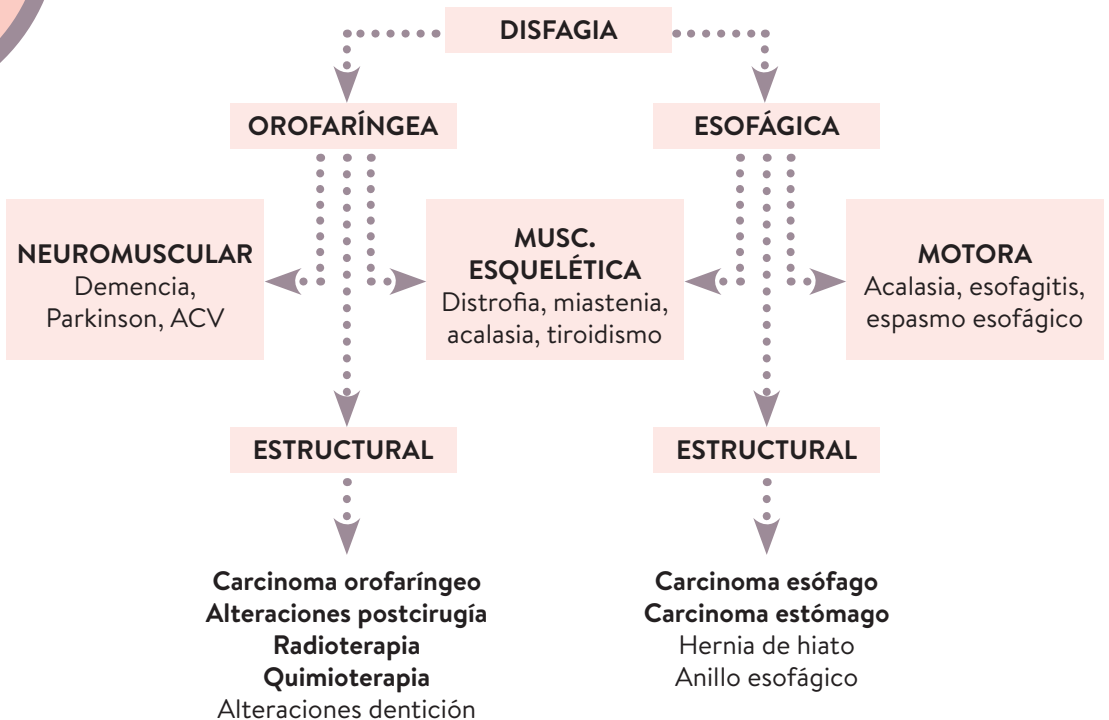 DISFAGIA
OROFARÍNGEA
ESOFÁGICA
NEUROMUSCULAR
Demencia,
Parkinson, ACV
MUSC.
ESQUELÉTICA
Distrofia, miastenia,
acalasia, tiroidismo
MOTORA
Acalasia, esofagitis,
espasmo esofágico
ESTRUCTURAL
ESTRUCTURAL
Carcinoma orofaríngeo
Alteraciones postcirugía
Radioterapia
Quimioterapia
Alteraciones dentición
Carcinoma esófago
Carcinoma estómago
Hernia de hiato
Anillo esofágico